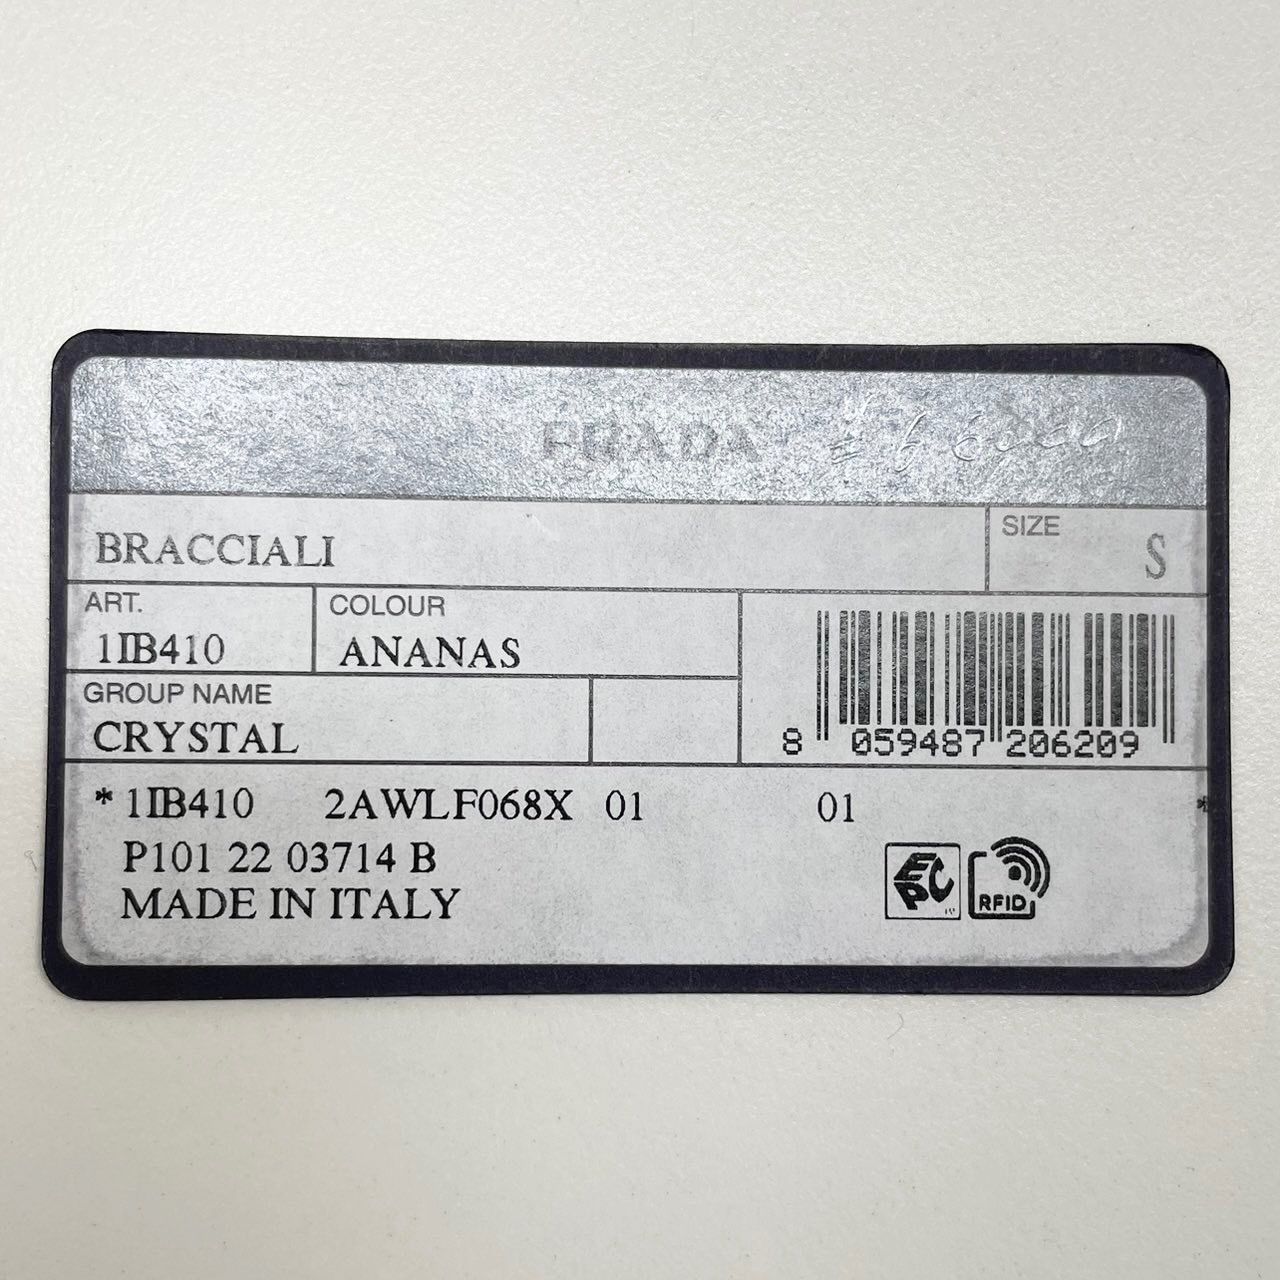 PRADA
BRACCIALI
SIZE
S
ART.
1IB410
COLOUR
ANANAS
GROUP NAME
CRYSTAL
8 059487 206209
* 1IB410 2AWLF068X 01 01 *
P101 22 03714 B
MADE IN ITALY
EPC
RFID